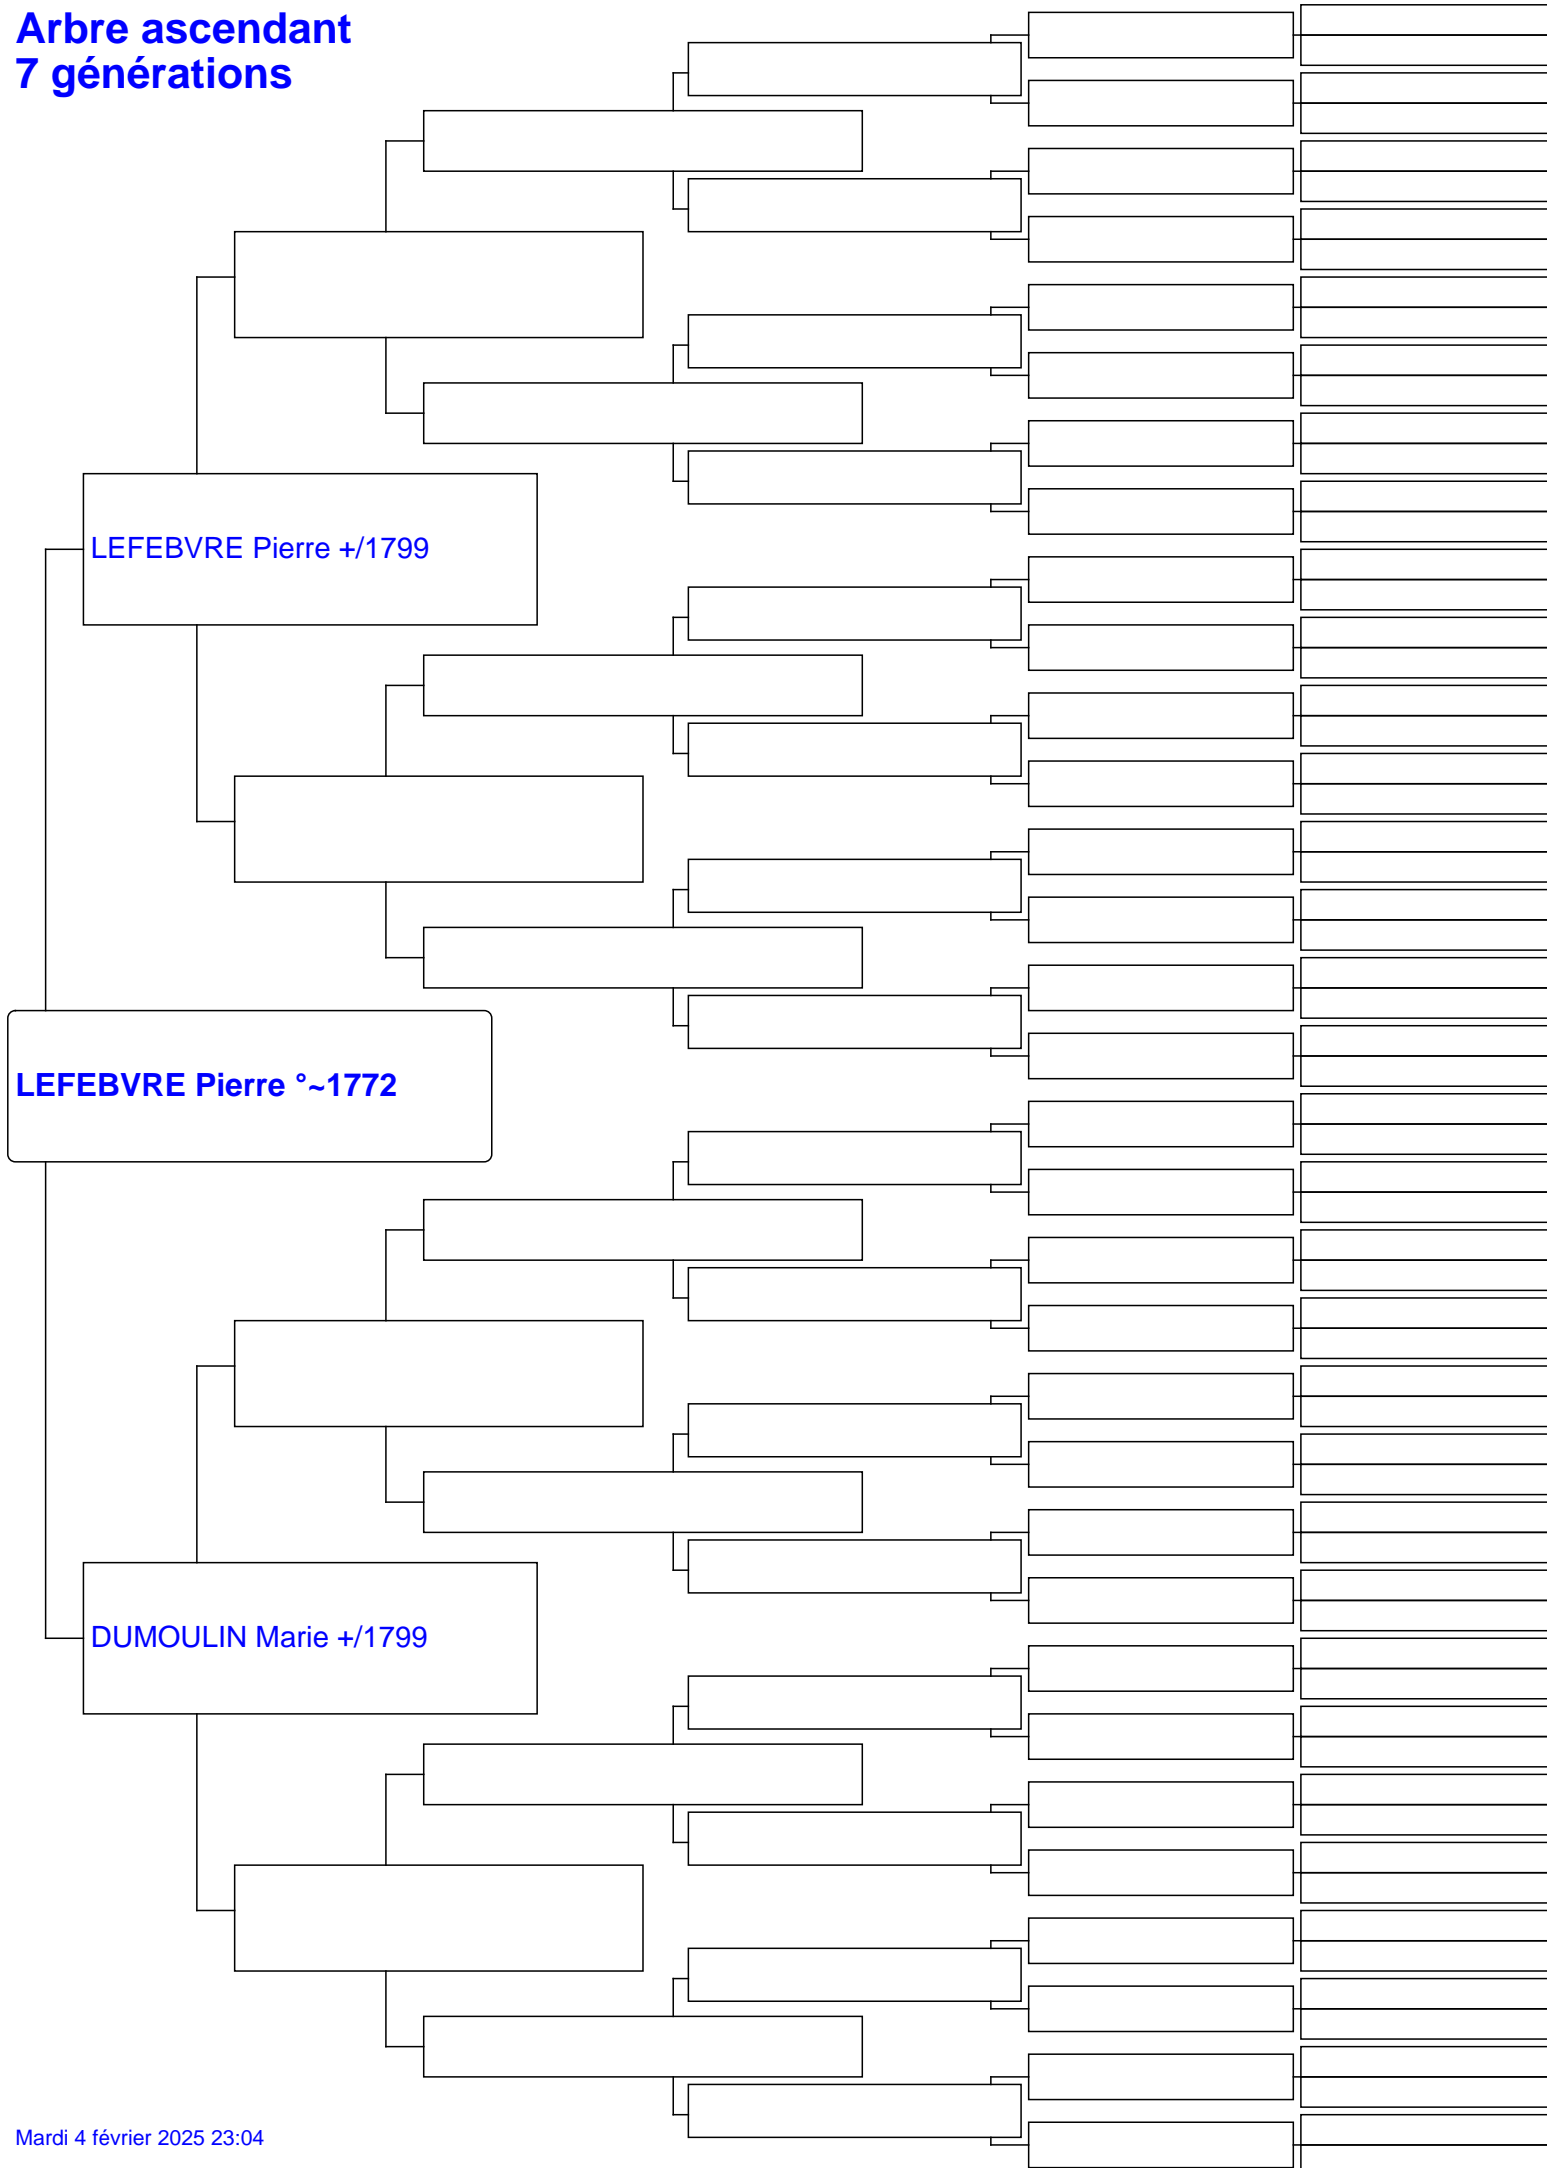 Arbre ascendant
7 générations
LEFEBVRE Pierre +/1799
LEFEBVRE Pierre °~1772
DUMOULIN Marie +/1799
Mardi 4 février 2025 23:04